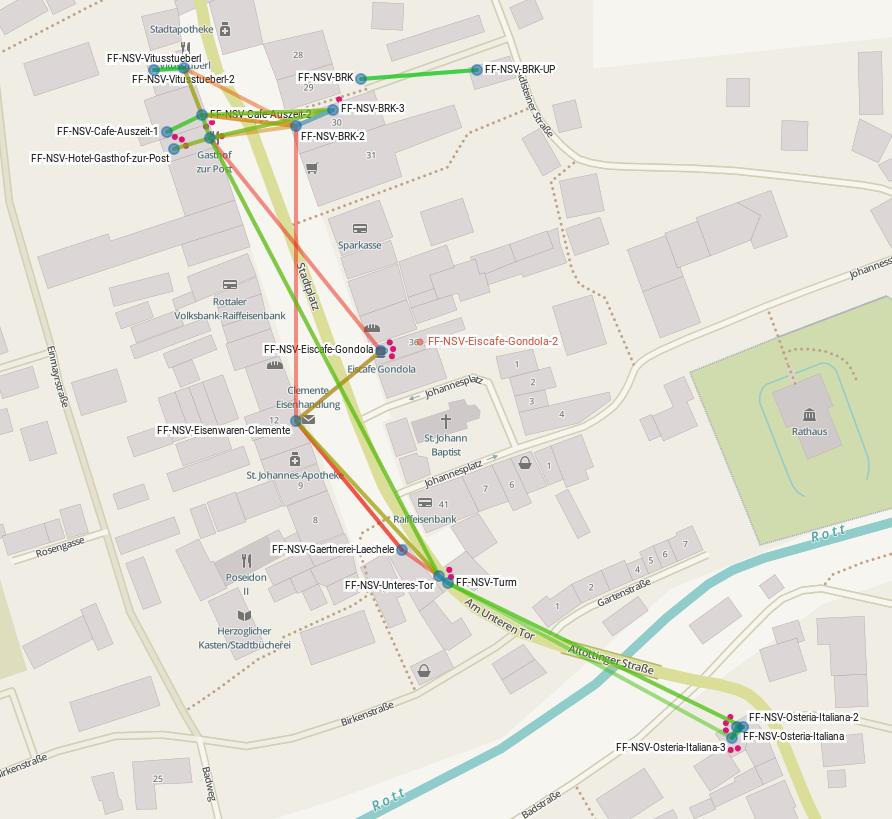 Stadtapotheke
28
FF-NSV-Vitusstueberl
FF-NSV-Vitusstueberl-2
FF-NSV-BRK
FF-NSV-BRK-UP
29
FF-NSV-BRK-3
FF-NSV-Cafe-Auszeit-2
30
FF-NSV-Cafe-Auszeit-1
FF-NSV-BRK-2
FF-NSV-Hotel-Gasthof-zur-Post
Gasthof
zur Post
31
Sparkasse
Stadtplatz
Rottaler
Volksbank-Raiffeisenbank
Johanness
36
FF-NSV-Eiscafe-Gondola-2
FF-NSV-Eiscafe-Gondola
Eiscafe Gondola
Einmayrstraße
Clemente
Eisenhandlung
Johannesplatz
1
2
3
4
12
FF-NSV-Eisenwaren-Clemente
St. Johann
Baptist
Rathaus
St. Johannes-Apotheke
Johannesplatz
9
41
7
6
1
8
Raiffeisenbank
Rosengasse
FF-NSV-Gaertnerei-Laechele
Rott
Poseidon
II
FF-NSV-Unteres-Tor
FF-NSV-Turm
1
2
4
5
6
7
Gartenstraße
Am Unteren Tor
Herzoglicher
Kasten/Stadtbücherei
Altöttinger Straße
Birkenstraße
FF-NSV-Osteria-Italiana-2
FF-NSV-Osteria-Italiana
FF-NSV-Osteria-Italiana-3
irkenstraße
25
Badweg
Rott
Badstraße